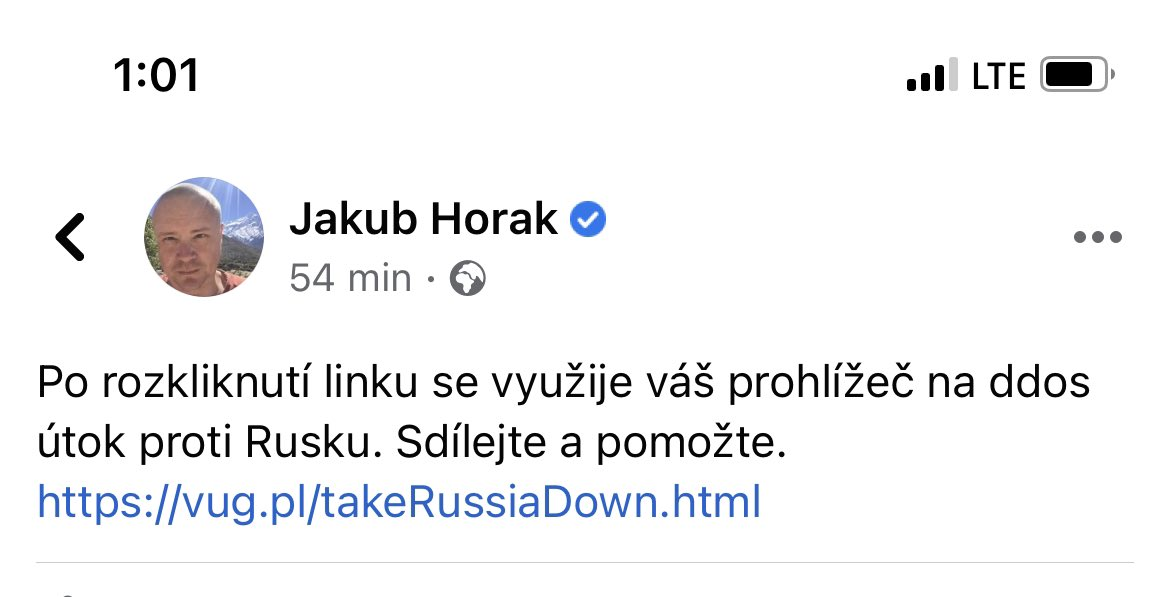 1:01 LTE
Jakub Horak
54 min ·
Po rozkliknutí linku se využije váš prohlížeč na ddos
útok proti Rusku. Sdílejte a pomožte.
https://vug.pl/takeRussiaDown.html